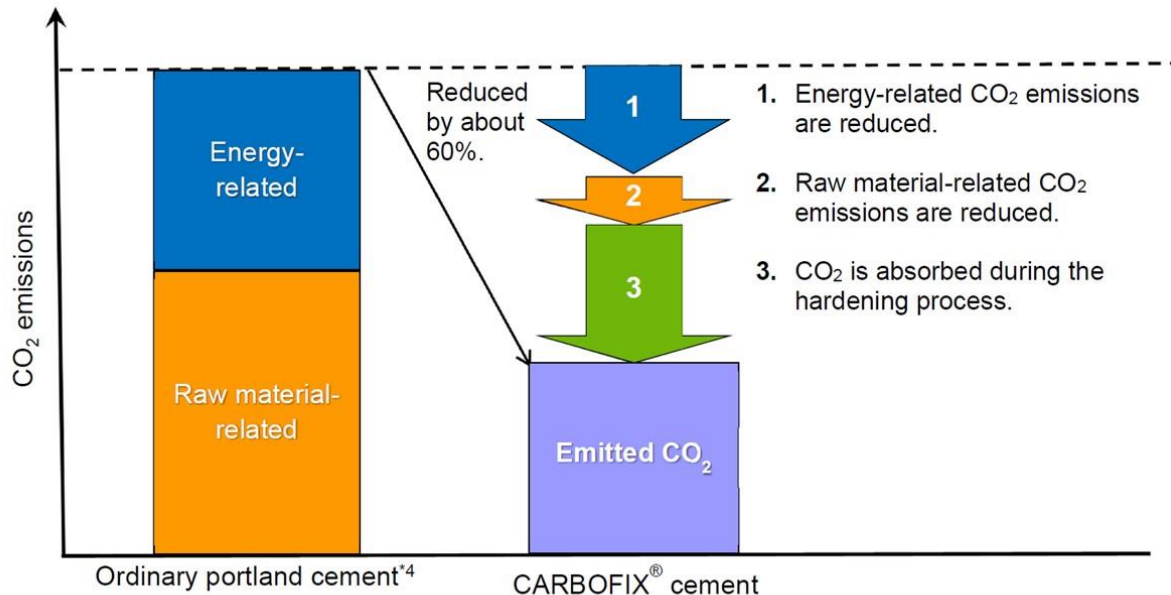 CO₂ emissions
Energy-
related
Raw material-
related
Ordinary portland cement*4
Reduced
by about
60%.
1
2
3
Emitted CO₂
CARBOFIX® cement
1. Energy-related CO₂ emissions
are reduced.
2. Raw material-related CO₂
emissions are reduced.
3. CO₂ is absorbed during the
hardening process.